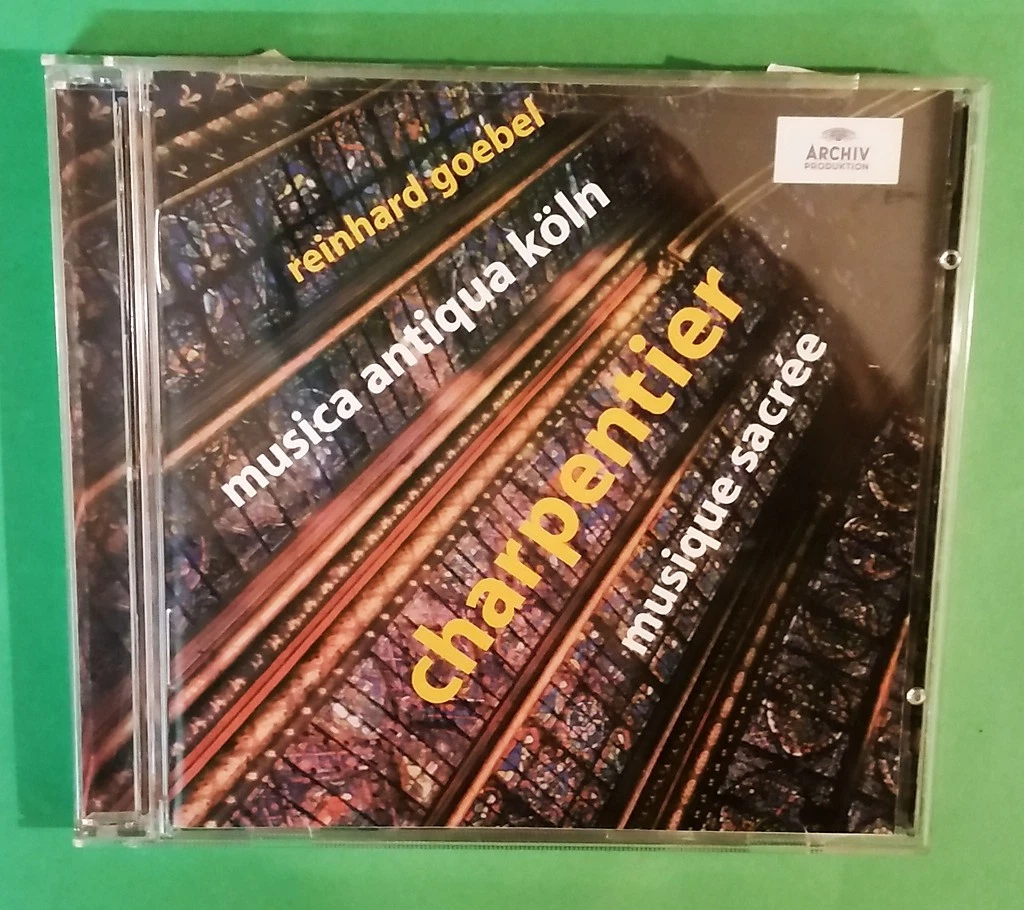 ARCHIV
PRODUKTION
reinhard goebel
musica antiqua köln
charpentier
musique sacrée